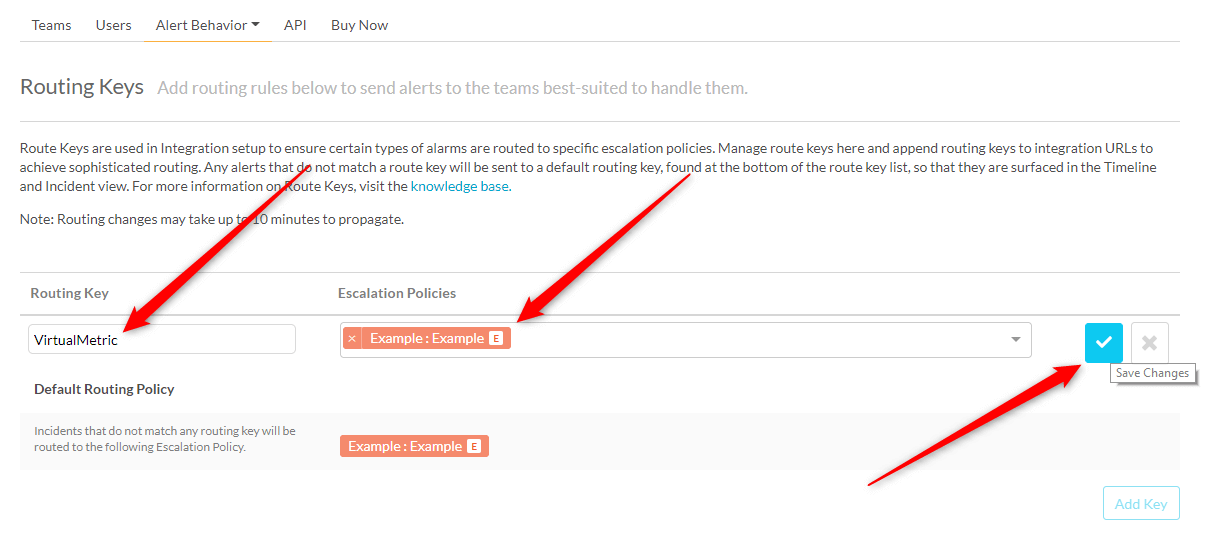 Teams Users Alert Behavior API Buy Now
Routing Keys Add routing rules below to send alerts to the teams best-suited to handle them.
Route Keys are used in Integration setup to ensure certain types of alarms are routed to specific escalation policies. Manage route keys here and append routing keys to integration URLs to
achieve sophisticated routing. Any alerts that do not match a route key will be sent to a default routing key, found at the bottom of the route key list, so that they are surfaced in the Timeline
and Incident view. For more information on Route Keys, visit the knowledge base.
Note: Routing changes may take up to 10 minutes to propagate.
Routing Key Escalation Policies
VirtualMetric × Example : Example E
Save Changes
Default Routing Policy
Incidents that do not match any routing key will be
routed to the following Escalation Policy.
Example : Example E
Add Key